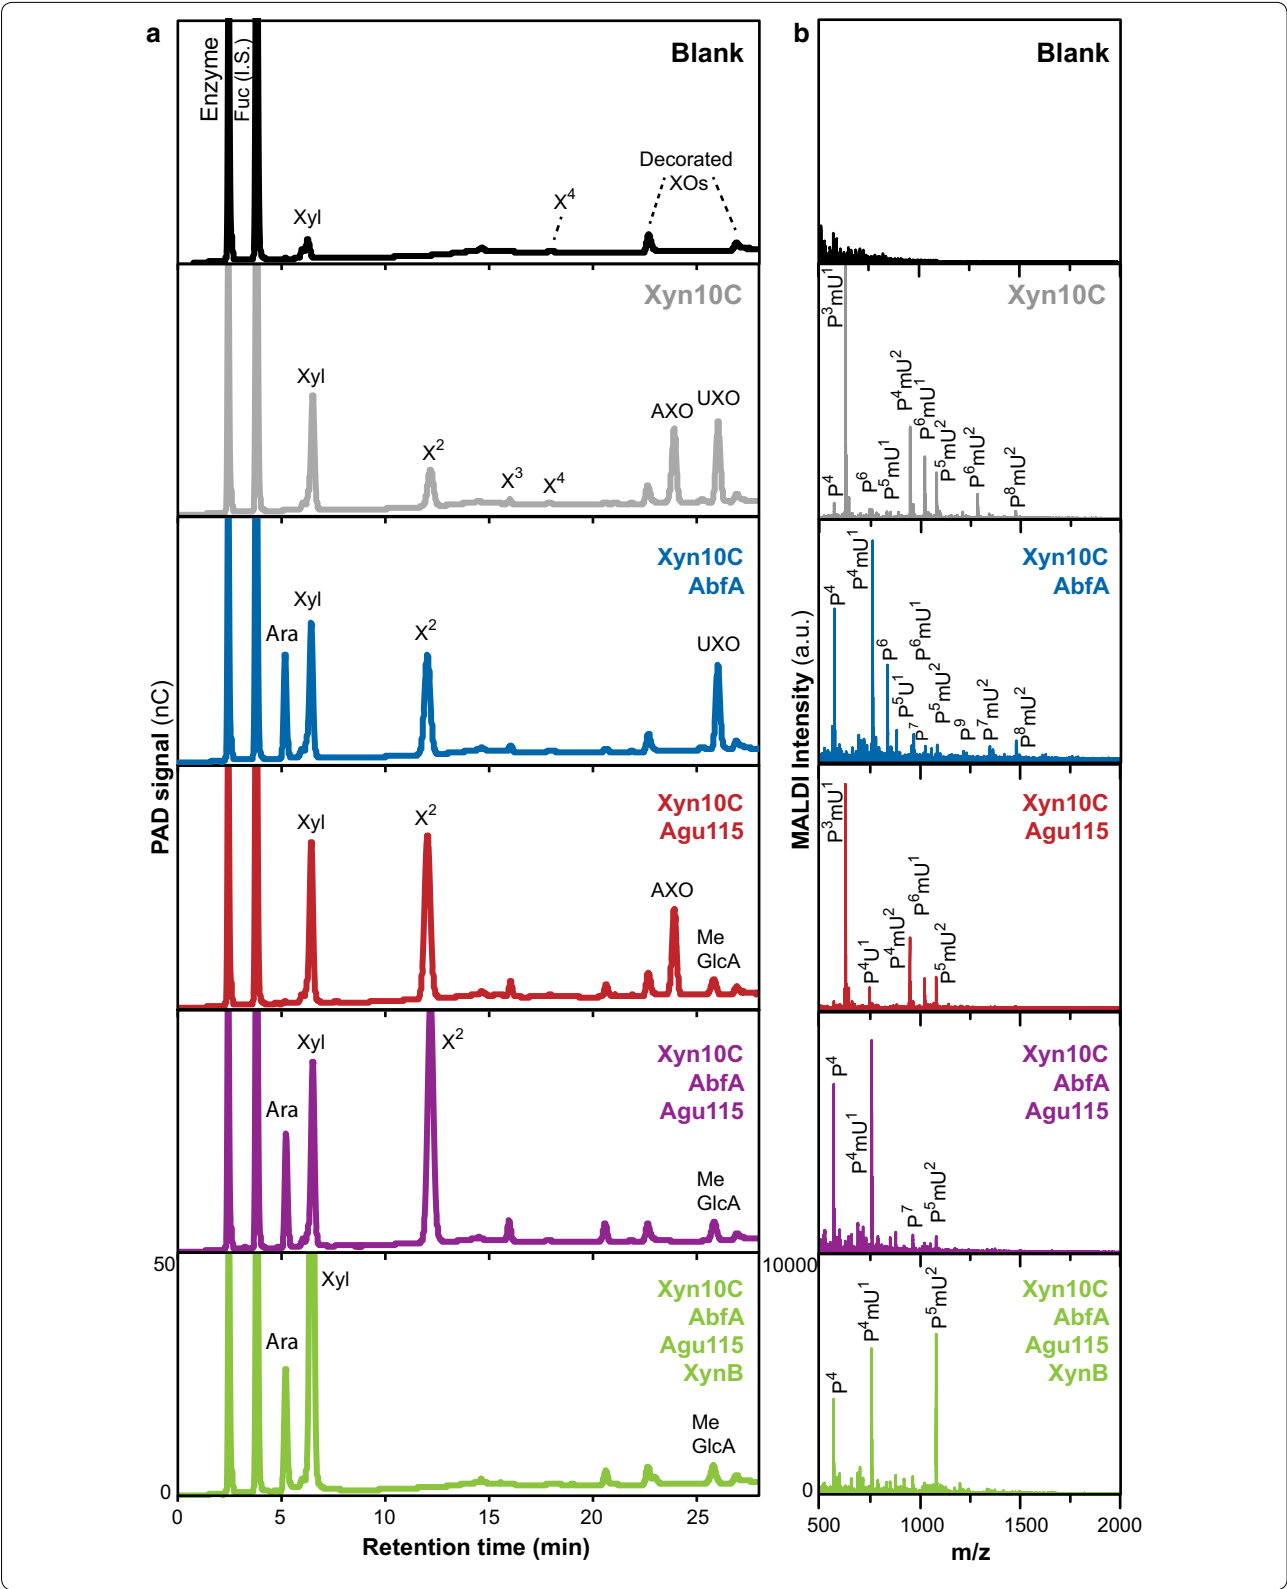 a
Blank
Enzyme
Fuc (I.S.)
Xyl
X4
Decorated
XOs
Xyn10C
Xyl
X2
X3
X4
AXO
UXO
Xyn10C
AbfA
Ara
Xyl
X2
UXO
Xyn10C
Agu115
Xyl
X2
AXO
Me
GlcA
Xyn10C
AbfA
Agu115
Ara
Xyl
X2
Me
GlcA
Xyn10C
AbfA
Agu115
XynB
Ara
Xyl
Me
GlcA
PAD signal (nC)
50
0
0
5
10
15
20
25
Retention time (min)
b
Blank
Xyn10C
P3mU1
P4
P6
P5mU1
P4mU2
P6mU1
P5mU2
P6mU2
P8mU2
Xyn10C
AbfA
P4
P4mU1
P6
P5U1
P7
P6mU1
P5mU2
P9
P7mU2
P8mU2
Xyn10C
Agu115
P3mU1
P4U1
P4mU2
P6mU1
P5mU2
Xyn10C
AbfA
Agu115
P4
P4mU1
P7
P5mU2
Xyn10C
AbfA
Agu115
XynB
P4
P4mU1
P5mU2
MALDI Intensity (a.u.)
10000
0
500
1000
1500
2000
m/z